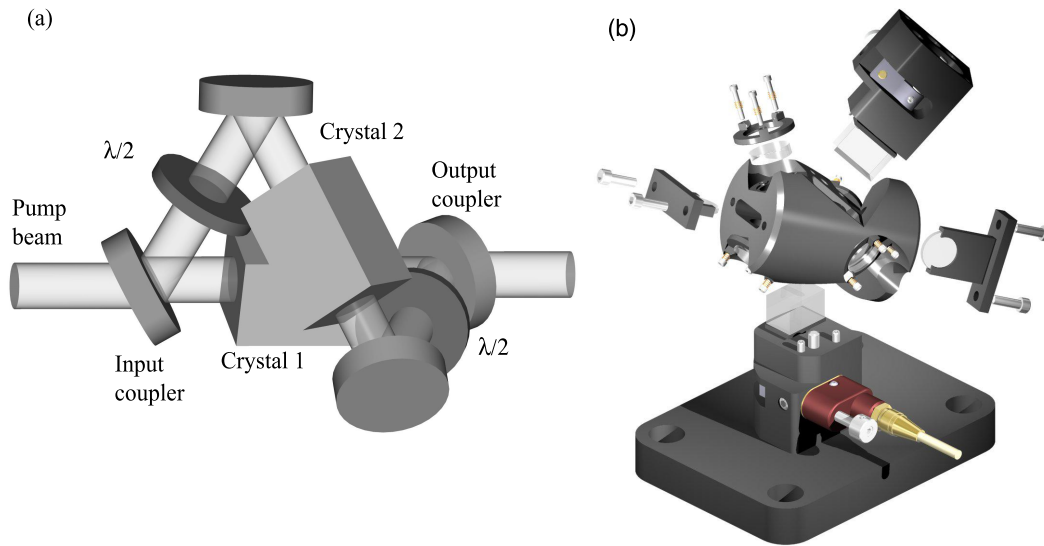 (a)
(b)
Crystal 2
λ/2
Output
coupler
Pump
beam
Crystal 1
λ/2
Input
coupler